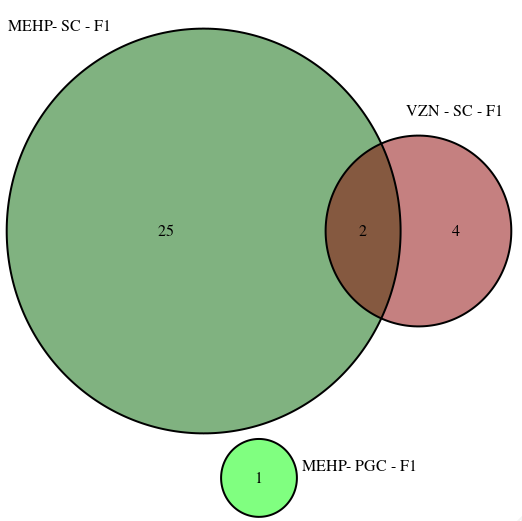 MEHP- SC - F1
VZN - SC - F1
25
2
4
MEHP- PGC - F1
1